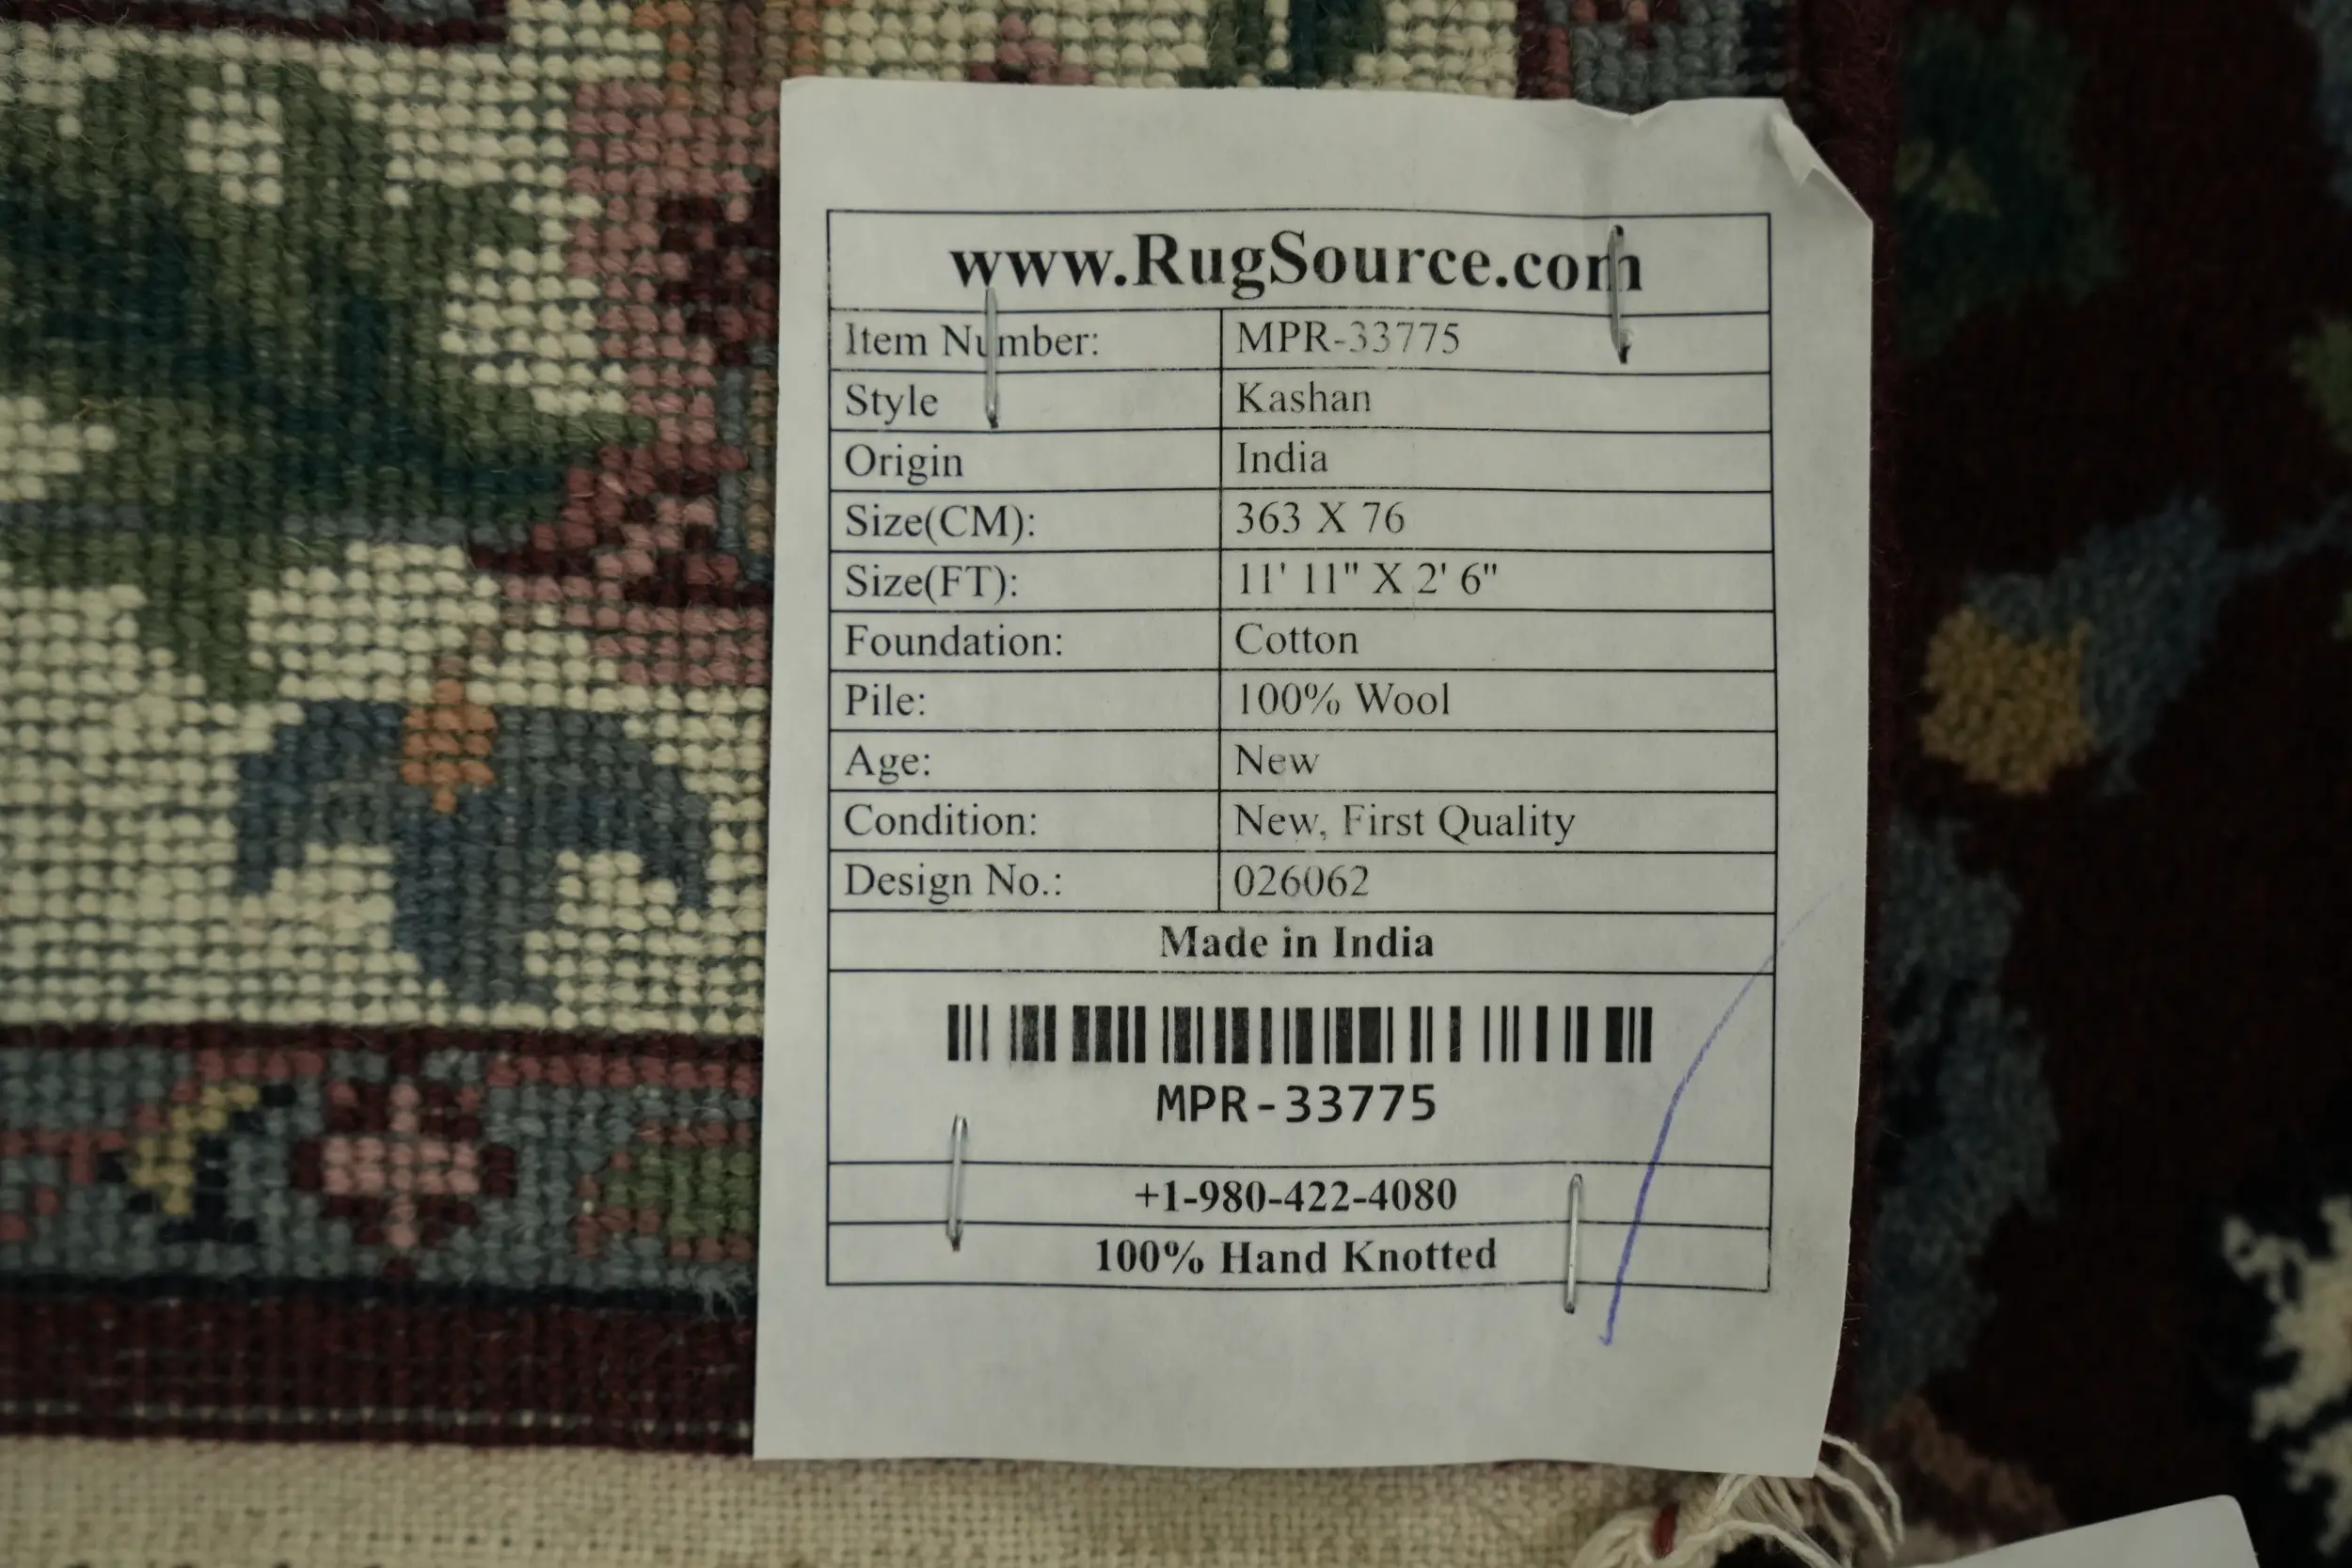 www.RugSource.com
Item Number: MPR-33775
Style Kashan
Origin India
Size(CM): 363 X 76
Size(FT): 11' 11" X 2' 6"
Foundation: Cotton
Pile: 100% Wool
Age: New
Condition: New, First Quality
Design No.: 026062
Made in India
MPR-33775
+1-980-422-4080
100% Hand Knotted